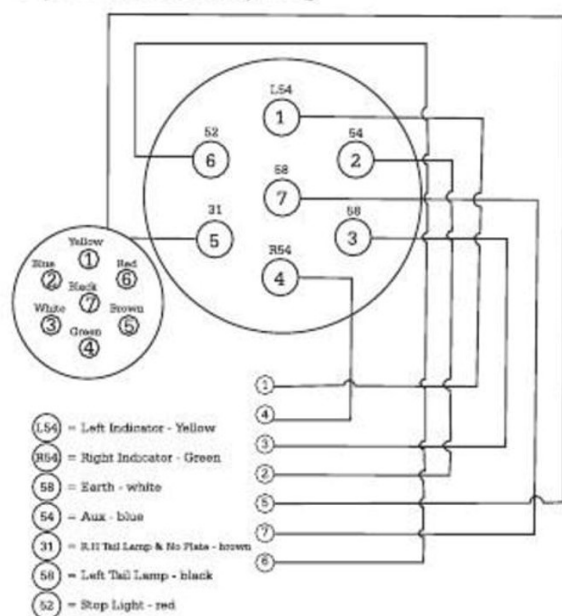 L54
1
52
6
54
2
58
7
31
5
58
3
R54
4
Yellow
1
Blue
2
Red
6
Black
7
White
3
Brown
5
Green
4
1
4
3
2
5
7
6
L54 = Left Indicator - Yellow
R54 = Right Indicator - Green
58 = Earth - white
54 = Aux - blue
31 = R.H Tail Lamp & No Plate - brown
58 = Left Tail Lamp - black
52 = Stop Light - red